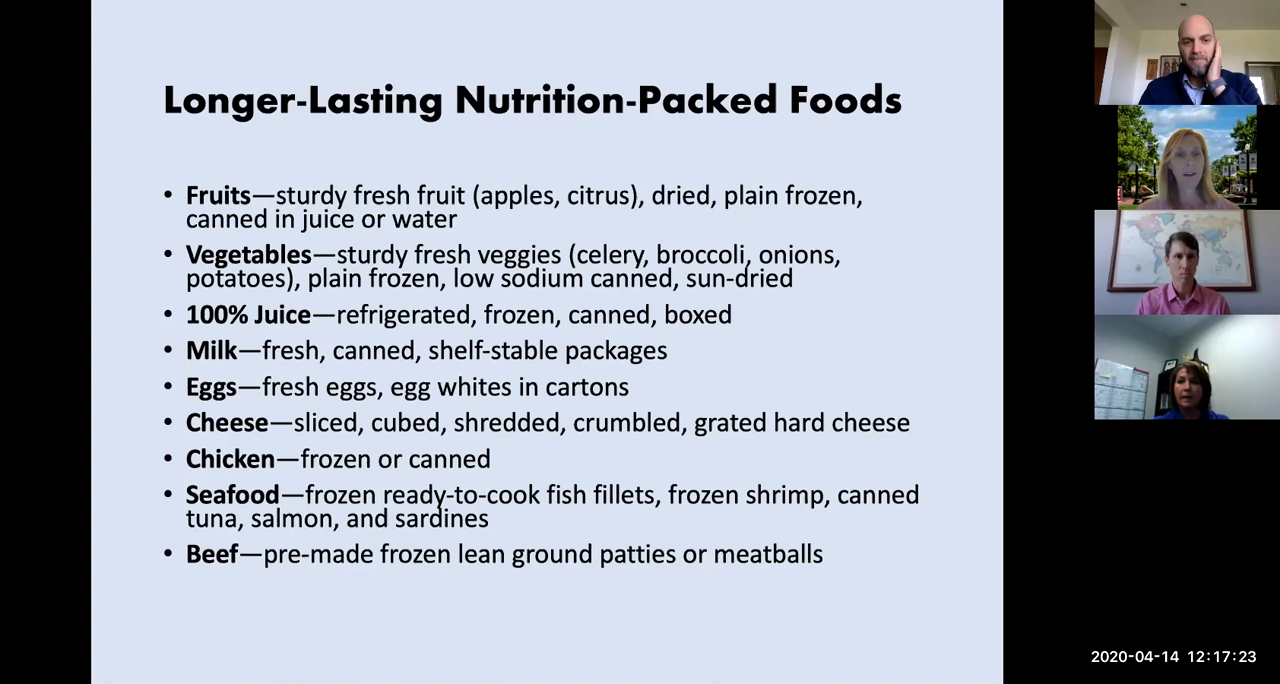 Longer-Lasting Nutrition-Packed Foods
• Fruits—sturdy fresh fruit (apples, citrus), dried, plain frozen,
canned in juice or water
• Vegetables—sturdy fresh veggies (celery, broccoli, onions,
potatoes), plain frozen, low sodium canned, sun-dried
• 100% Juice—refrigerated, frozen, canned, boxed
• Milk—fresh, canned, shelf-stable packages
• Eggs—fresh eggs, egg whites in cartons
• Cheese—sliced, cubed, shredded, crumbled, grated hard cheese
• Chicken—frozen or canned
• Seafood—frozen ready-to-cook fish fillets, frozen shrimp, canned
tuna, salmon, and sardines
• Beef—pre-made frozen lean ground patties or meatballs
2020-04-14 12:17:23